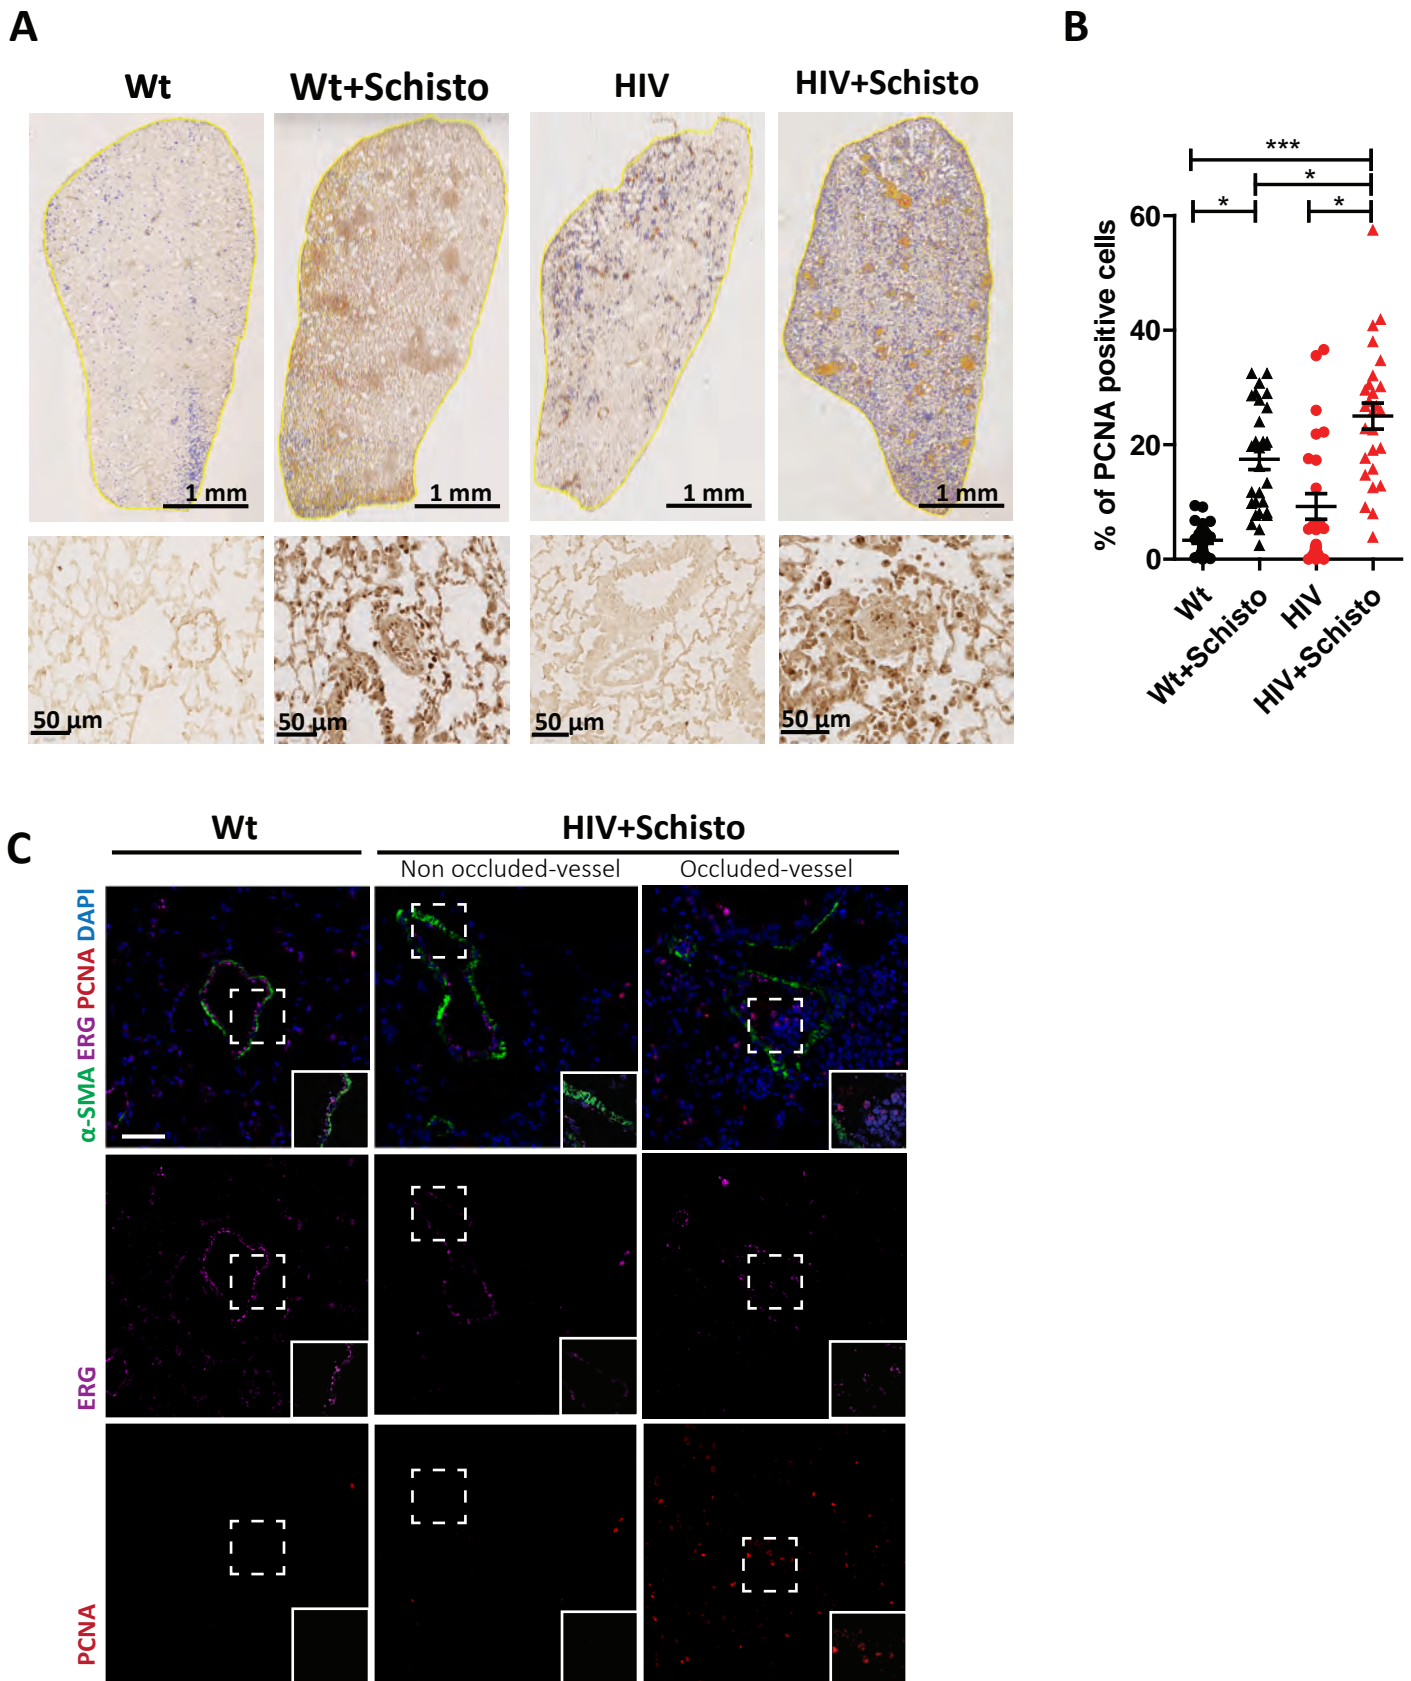 A
Wt
Wt+Schisto
HIV
HIV+Schisto
1 mm
1 mm
1 mm
1 mm
50 µm
50 µm
50 µm
50 µm
B
% of PCNA positive cells
60
40
20
0
***
*
*
*
Wt
Wt+Schisto
HIV
HIV+Schisto
C
Wt
HIV+Schisto
Non occluded-vessel
Occluded-vessel
α-SMA ERG PCNA DAPI
ERG
PCNA